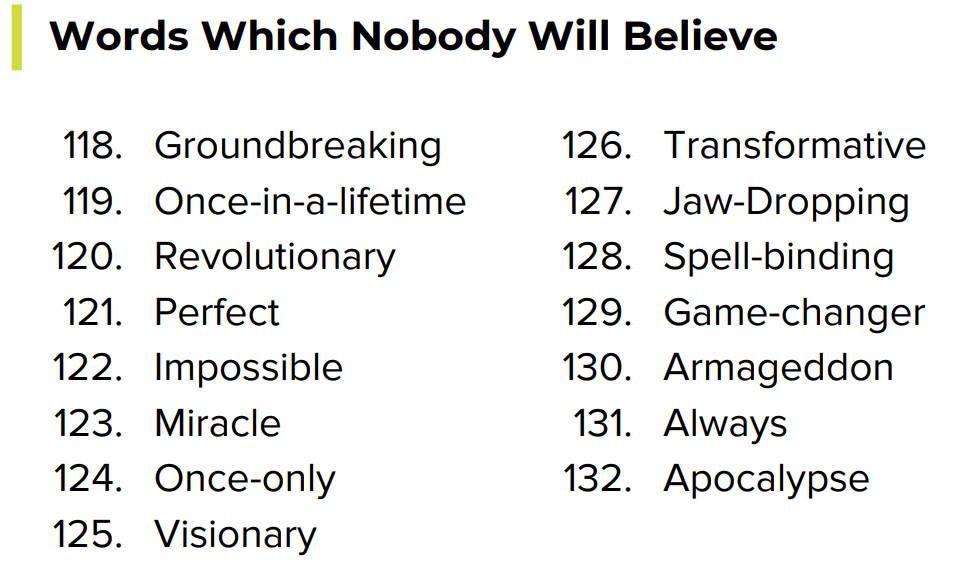 Words Which Nobody Will Believe
118. Groundbreaking
119. Once-in-a-lifetime
120. Revolutionary
121. Perfect
122. Impossible
123. Miracle
124. Once-only
125. Visionary
126. Transformative
127. Jaw-Dropping
128. Spell-binding
129. Game-changer
130. Armageddon
131. Always
132. Apocalypse